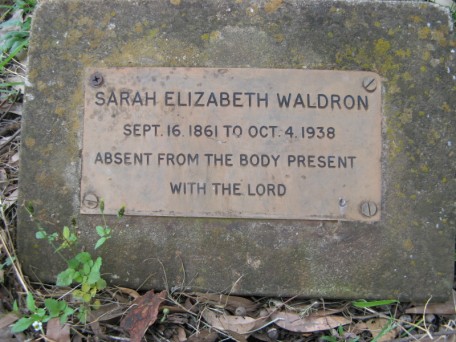 SARAH ELIZABETH WALDRON
SEPT. 16. 1861 TO OCT. 4. 1938
ABSENT FROM THE BODY PRESENT
WITH THE LORD